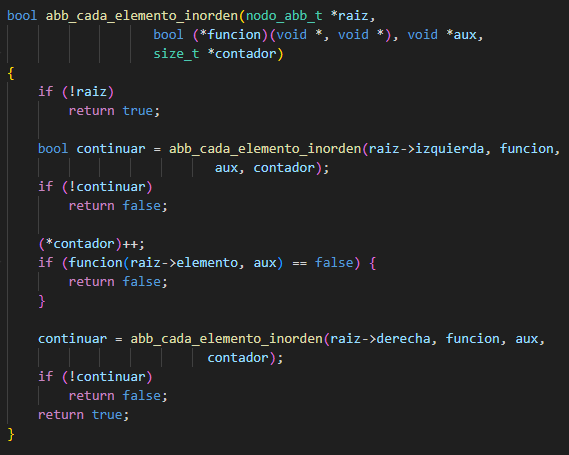 bool abb_cada_elemento_inorden(nodo_abb_t *raiz,
bool (*funcion)(void *, void *), void *aux,
size_t *contador)
{
if (!raiz)
return true;
bool continuar = abb_cada_elemento_inorden(raiz->izquierda, funcion,
aux, contador);
if (!continuar)
return false;
(*contador)++;
if (funcion(raiz->elemento, aux) == false) {
return false;
}
continuar = abb_cada_elemento_inorden(raiz->derecha, funcion, aux,
contador);
if (!continuar)
return false;
return true;
}